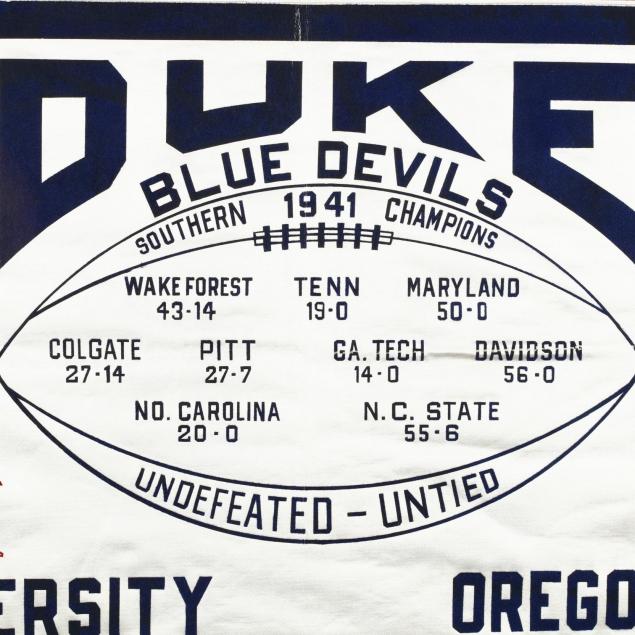 DUKE
BLUE DEVILS
SOUTHERN 1941 CHAMPIONS
WAKE FOREST TENN MARYLAND
43-14 19-0 50-0
COLGATE PITT GA. TECH DAVIDSON
27-14 27-7 14-0 56-0
NO. CAROLINA N.C. STATE
20-0 55-6
UNDEFEATED - UNTIED
ERSITY OREGO